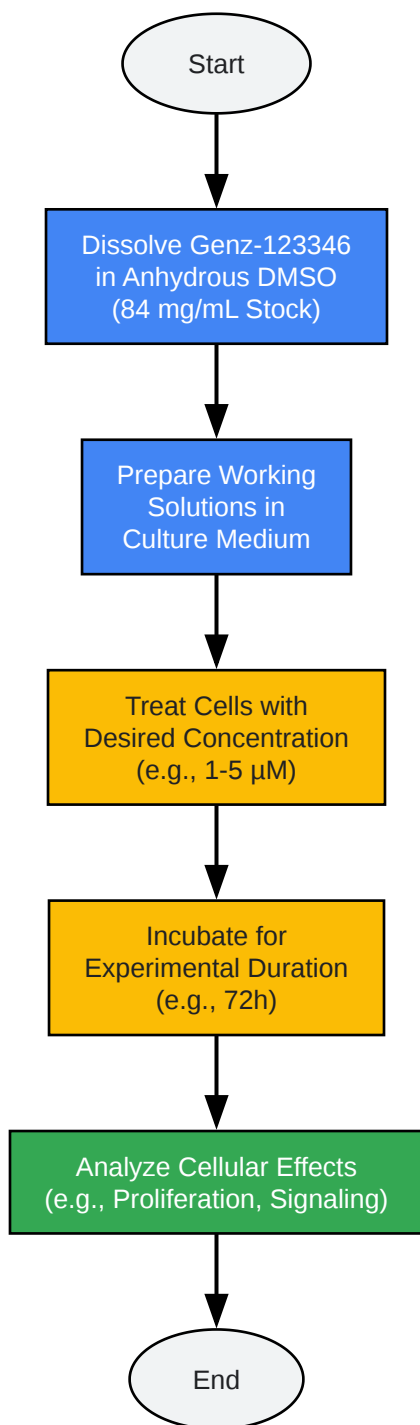 Start
Dissolve Genz-123346
in Anhydrous DMSO
(84 mg/mL Stock)
Prepare Working
Solutions in
Culture Medium
Treat Cells with
Desired Concentration
(e.g., 1-5 µM)
Incubate for
Experimental Duration
(e.g., 72h)
Analyze Cellular Effects
(e.g., Proliferation, Signaling)
End